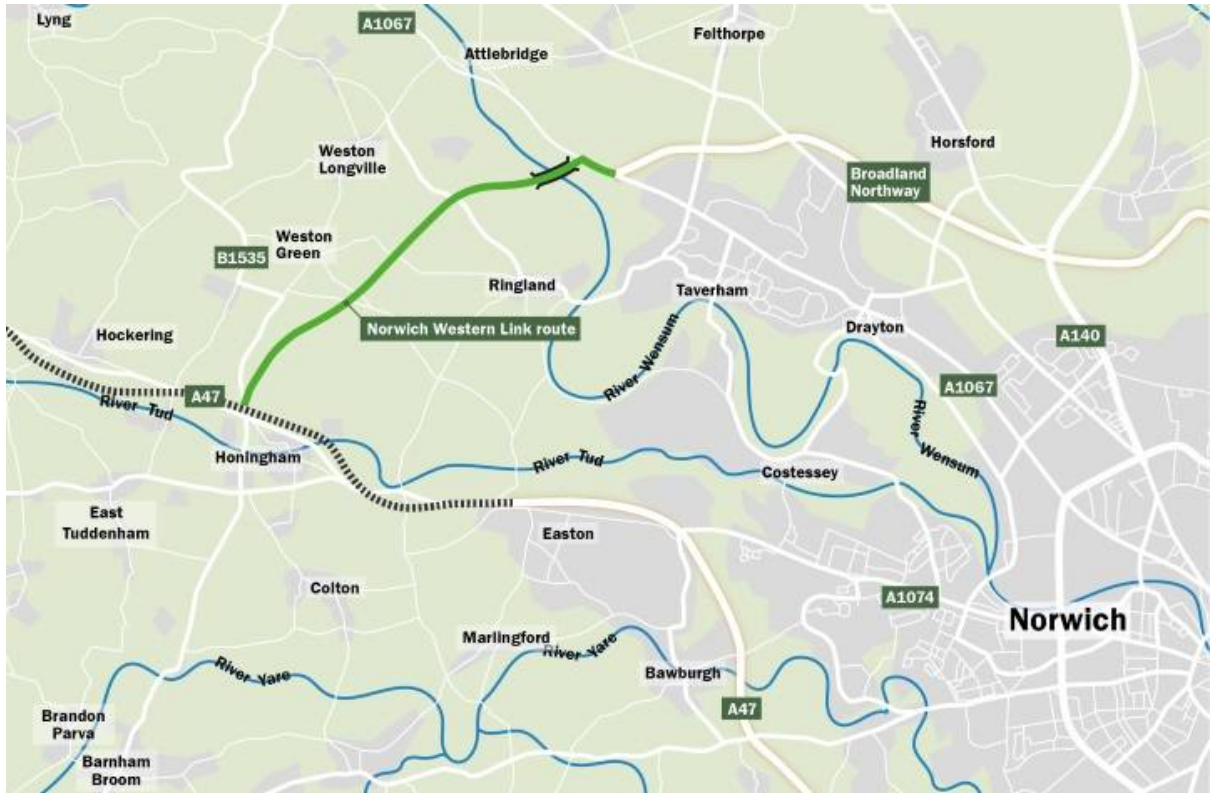 Lyng
A1067
Attlebridge
Felthorpe
Horsford
Weston
Longville
Broadland
Northway
Weston
Green
B1535
Ringland
Taverham
Norwich Western Link route
Hockering
Drayton
A140
River Wensum
A1067
A47
River Tud
River Wensum
Honingham
River Tud
Costessey
East
Tuddenham
Easton
Colton
A1074
Norwich
Marlingford
River Yare
River Yare
Bawburgh
A47
Brandon
Parva
Barnham
Broom